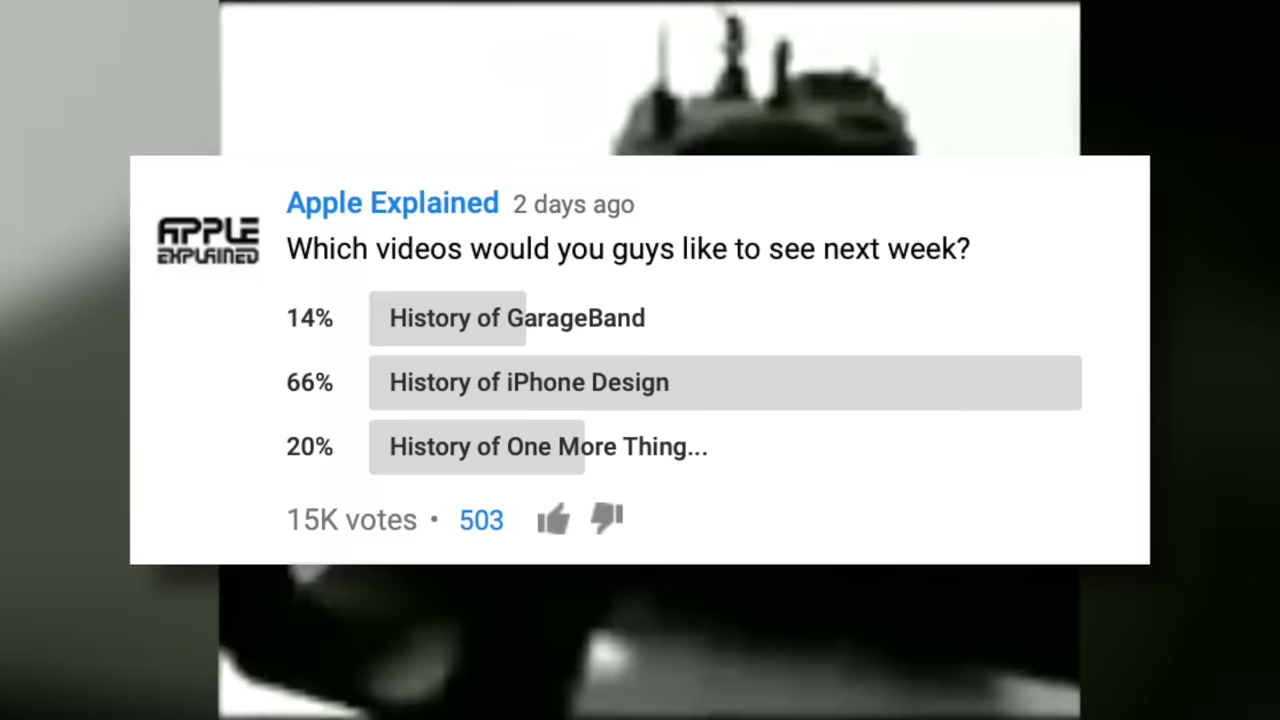 APPLE
EXPLAINED
Apple Explained 2 days ago
Which videos would you guys like to see next week?
14% History of GarageBand
66% History of iPhone Design
20% History of One More Thing...
15K votes • 503